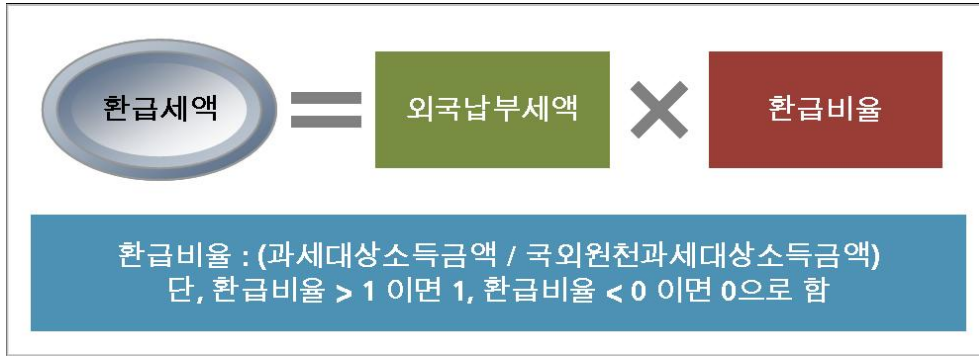 환급세액 = 외국납부세액 × 환급비율
환급비율 : (과세대상소득금액 / 국외원천과세대상소득금액)
단, 환급비율 > 1 이면 1, 환급비율 < 0 이면 0으로 함